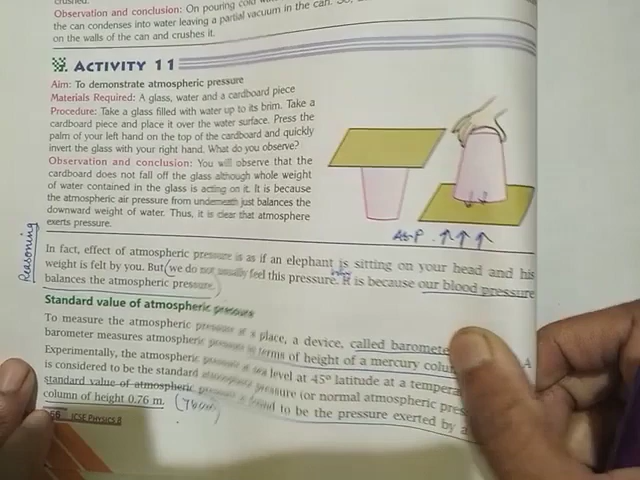 crushed.
Observation and conclusion: On pouring cold
the can condenses into water leaving a partial vacuum in the can. So,
on the walls of the can and crushes it.
ACTIVITY 11
Aim: To demonstrate atmospheric pressure
Materials Required: A glass, water and a cardboard piece
Procedure: Take a glass filled with water up to its brim. Take a
cardboard piece and place it over the water surface. Press the
palm of your left hand on the top of the cardboard and quickly
invert the glass with your right hand. What do you observe?
Observation and conclusion: You will observe that the
cardboard does not fall off the glass although whole weight
of water contained in the glass is acting on it. It is because
the atmospheric air pressure from underneath just balances the
downward weight of water. Thus, it is clear that atmosphere
exerts pressure.
At.P
Reasoning
In fact, effect of atmospheric pressure is as if an elephant is sitting on your head and his
weight is felt by you. But (we do not usually feel this pressure. It is because our blood pressure
balances the atmospheric pressure.)
Standard value of atmospheric pressure
To measure the atmospheric pressure at a place, a device, called baromete
barometer measures atmospheric pressure in terms of height of a mercury colu
Experimentally, the atmospheric pressure at sea level at 45° latitude at a tempera
is considered to be the standard atmospheric pressure (or normal atmospheric pres
standard value of atmospheric pressure is found to be the pressure exerted by a
column of height 0.76 m. (76cm)
66 ICSE Physics 8